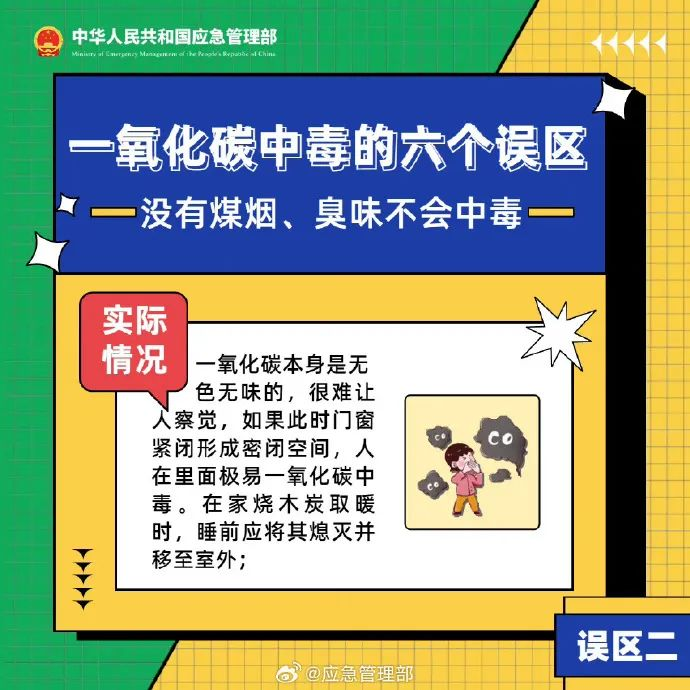 中华人民共和国应急管理部
Ministry of Emergency Management of the People's Republic of China
一氧化碳中毒的六个误区
没有煤烟、臭味不会中毒
实际
情况
一氧化碳本身是无
色无味的，很难让
人察觉，如果此时门窗
紧闭形成密闭空间，人
在里面极易一氧化碳中
毒。在家烧木炭取暖
时，睡前应将其熄灭并
移至室外；
误区二
@应急管理部